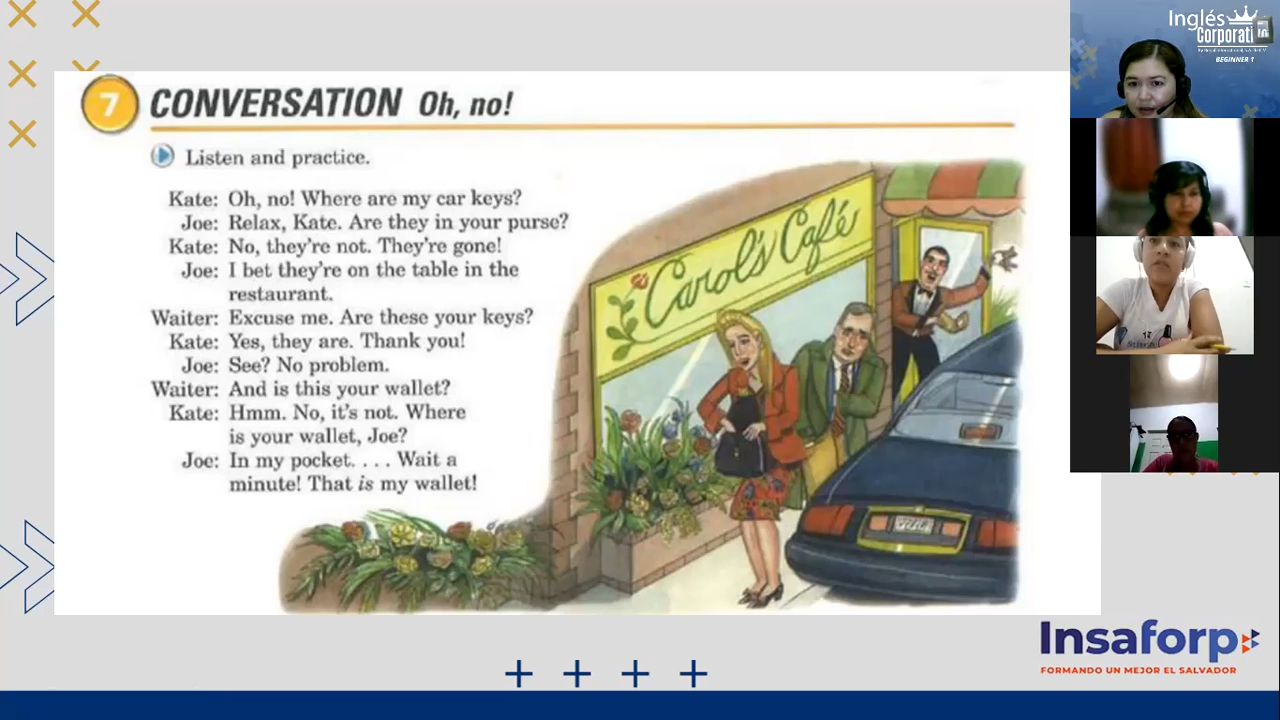 7 CONVERSATION Oh, no!
Listen and practice.
Kate: Oh, no! Where are my car keys?
Joe: Relax, Kate. Are they in your purse?
Kate: No, they're not. They're gone!
Joe: I bet they're on the table in the
restaurant.
Waiter: Excuse me. Are these your keys?
Kate: Yes, they are. Thank you!
Joe: See? No problem.
Waiter: And is this your wallet?
Kate: Hmm. No, it's not. Where
is your wallet, Joe?
Joe: In my pocket. . . . Wait a
minute! That is my wallet!
Carol's Café
Inglés
Corporati
BEGINNER 1
Insaforp
FORMANDO UN MEJOR EL SALVADOR